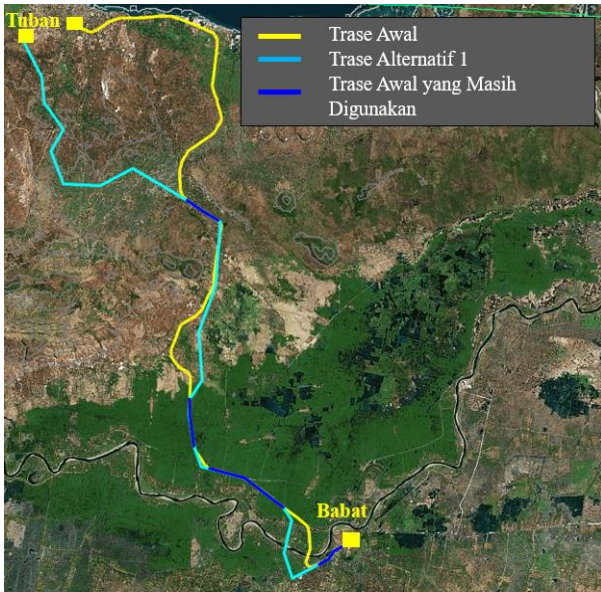 Tuban
Trase Awal
Trase Alternatif 1
Trase Awal yang Masih
Digunakan
Babat